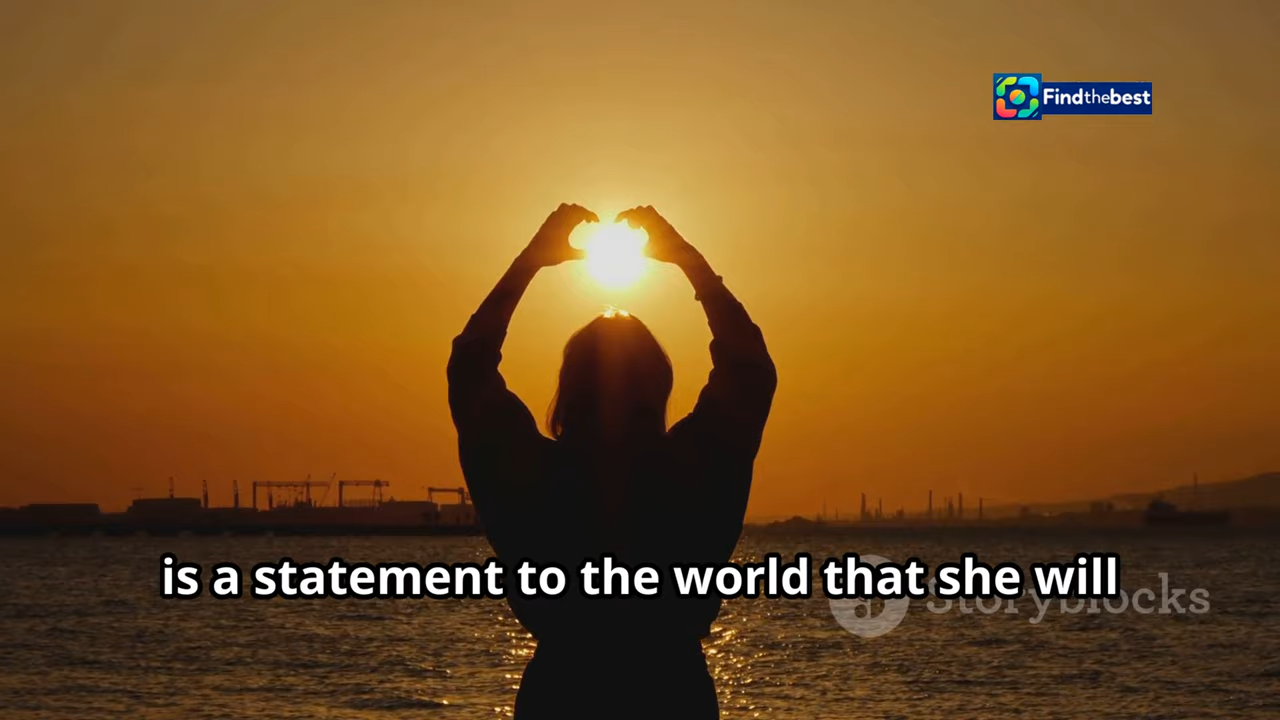 Findthebest
is a statement to the world that she will
Storyblocks